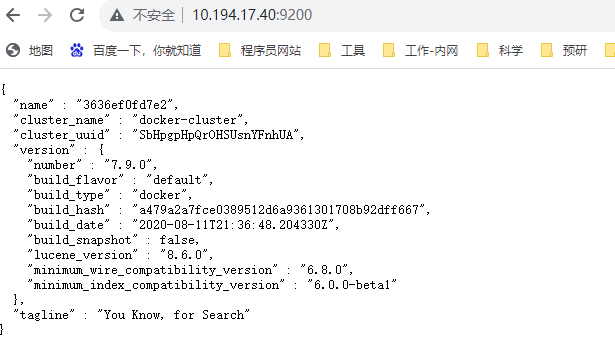 不安全 | 10.194.17.40:9200
地图 百度一下，你就知道 程序员网站 工具 工作-内网 科学 预研
{
"name" : "3636ef0fd7e2",
"cluster_name" : "docker-cluster",
"cluster_uuid" : "SbHpgpHpQrOHSUsnYFnhUA",
"version" : {
"number" : "7.9.0",
"build_flavor" : "default",
"build_type" : "docker",
"build_hash" : "a479a2a7fce0389512d6a9361301708b92dff667",
"build_date" : "2020-08-11T21:36:48.204330Z",
"build_snapshot" : false,
"lucene_version" : "8.6.0",
"minimum_wire_compatibility_version" : "6.8.0",
"minimum_index_compatibility_version" : "6.0.0-beta1"
},
"tagline" : "You Know, for Search"
}